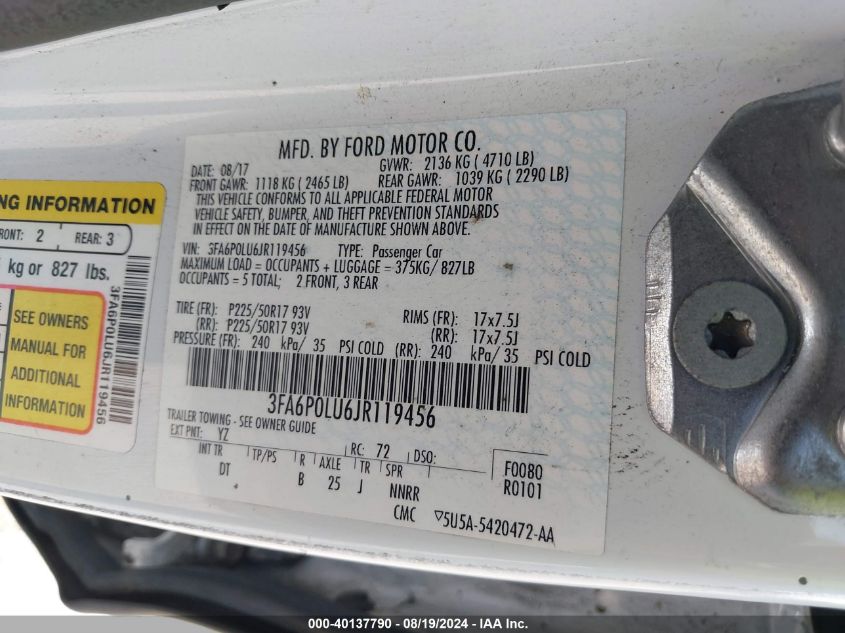 MFD. BY FORD MOTOR CO.
DATE: 08/17 GVWR: 2136 KG ( 4710 LB)
FRONT GAWR: 1118 KG ( 2465 LB) REAR GAWR: 1039 KG ( 2290 LB)
THIS VEHICLE CONFORMS TO ALL APPLICABLE FEDERAL MOTOR
VEHICLE SAFETY, BUMPER, AND THEFT PREVENTION STANDARDS
IN EFFECT ON THE DATE OF MANUFACTURE SHOWN ABOVE.
VIN: 3FA6P0LU6JR119456 TYPE: Passenger Car
MAXIMUM LOAD = OCCUPANTS + LUGGAGE = 375KG/ 827LB
OCCUPANTS = 5 TOTAL; 2 FRONT, 3 REAR
TIRE (FR): P225/50R17 93V RIMS (FR): 17x7.5J
(RR): P225/50R17 93V (RR): 17x7.5J
PRESSURE (FR): 240 kPa/ 35 PSI COLD (RR): 240 kPa/ 35 PSI COLD
3FA6P0LU6JR119456
TRAILER TOWING - SEE OWNER GUIDE
EXT PNT: YZ RC: 72 DSO:
INT TR TP/PS R AXLE TR SPR F0080
DT B 25 J NNRR R0101
CMC ▽5U5A-5420472-AA
NG INFORMATION
FRONT: 2 REAR: 3
kg or 827 lbs.
SEE OWNERS
MANUAL FOR
ADDITIONAL
INFORMATION
3FA6P0LU6JR119456
000-40137790 - 08/19/2024 - IAA Inc.